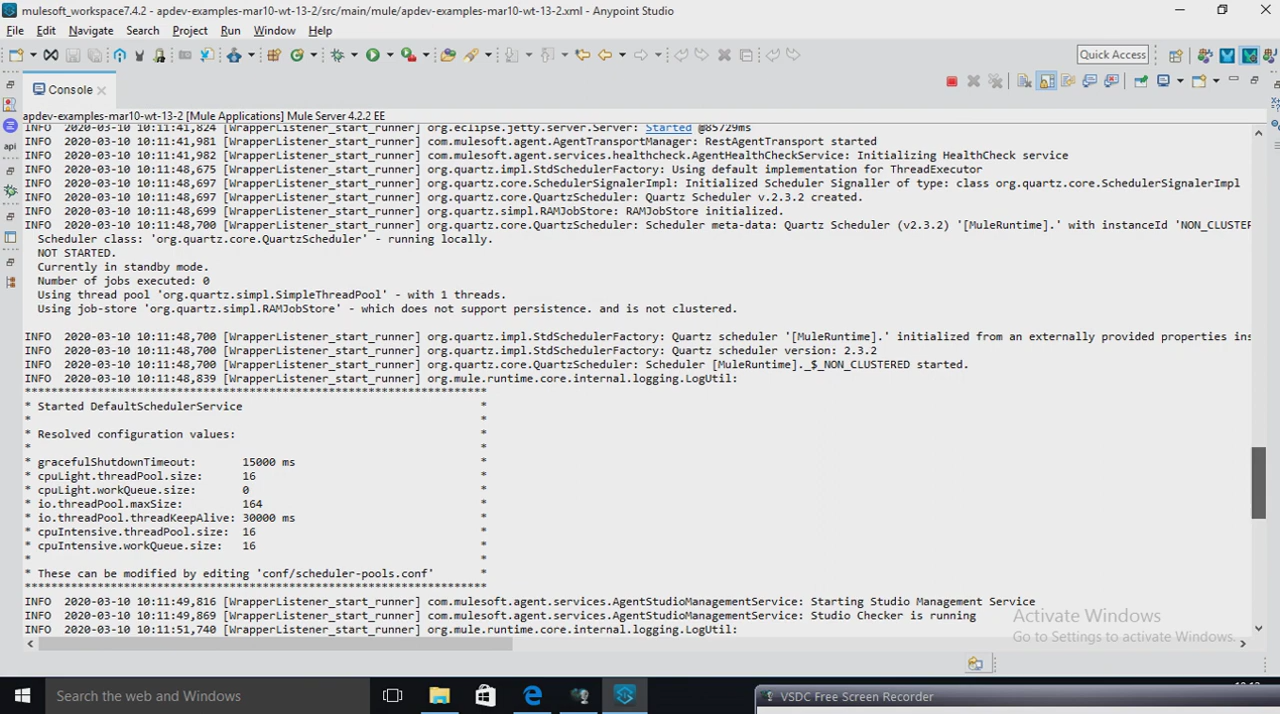 mulesoft_workspace7.4.2 - apdev-examples-mar10-wt-13-2/src/main/mule/apdev-examples-mar10-wt-13-2.xml - Anypoint Studio
File Edit Navigate Search Project Run Window Help
Quick Access
Console
apdev-examples-mar10-wt-13-2 [Mule Applications] Mule Server 4.2.2 EE
INFO 2020-03-10 10:11:41,824 [WrapperListener_start_runner] org.eclipse.jetty.server.Server: Started @85729ms
INFO 2020-03-10 10:11:41,981 [WrapperListener_start_runner] com.mulesoft.agent.AgentTransportManager: RestAgentTransport started
INFO 2020-03-10 10:11:41,982 [WrapperListener_start_runner] com.mulesoft.agent.services.healthcheck.AgentHealthCheckService: Initializing HealthCheck service
INFO 2020-03-10 10:11:48,675 [WrapperListener_start_runner] org.quartz.impl.StdSchedulerFactory: Using default implementation for ThreadExecutor
INFO 2020-03-10 10:11:48,697 [WrapperListener_start_runner] org.quartz.core.SchedulerSignalerImpl: Initialized Scheduler Signaller of type: class org.quartz.core.SchedulerSignalerImpl
INFO 2020-03-10 10:11:48,697 [WrapperListener_start_runner] org.quartz.core.QuartzScheduler: Quartz Scheduler v.2.3.2 created.
INFO 2020-03-10 10:11:48,699 [WrapperListener_start_runner] org.quartz.simpl.RAMJobStore: RAMJobStore initialized.
INFO 2020-03-10 10:11:48,700 [WrapperListener_start_runner] org.quartz.core.QuartzScheduler: Scheduler meta-data: Quartz Scheduler (v2.3.2) '[MuleRuntime].' with instanceId 'NON_CLUSTER
Scheduler class: 'org.quartz.core.QuartzScheduler' - running locally.
NOT STARTED.
Currently in standby mode.
Number of jobs executed: 0
Using thread pool 'org.quartz.simpl.SimpleThreadPool' - with 1 threads.
Using job-store 'org.quartz.simpl.RAMJobStore' - which does not support persistence. and is not clustered.
INFO 2020-03-10 10:11:48,700 [WrapperListener_start_runner] org.quartz.impl.StdSchedulerFactory: Quartz scheduler '[MuleRuntime].' initialized from an externally provided properties ins
INFO 2020-03-10 10:11:48,700 [WrapperListener_start_runner] org.quartz.impl.StdSchedulerFactory: Quartz scheduler version: 2.3.2
INFO 2020-03-10 10:11:48,700 [WrapperListener_start_runner] org.quartz.core.QuartzScheduler: Scheduler [MuleRuntime]._$_NON_CLUSTERED started.
INFO 2020-03-10 10:11:48,839 [WrapperListener_start_runner] org.mule.runtime.core.internal.logging.LogUtil:
**********************************************************************
* Started DefaultSchedulerService *
* *
* Resolved configuration values: *
* *
* gracefulShutdownTimeout: 15000 ms *
* cpuLight.threadPool.size: 16 *
* cpuLight.workQueue.size: 0 *
* io.threadPool.maxSize: 164 *
* io.threadPool.threadKeepAlive: 30000 ms *
* cpuIntensive.threadPool.size: 16 *
* cpuIntensive.workQueue.size: 16 *
* *
* These can be modified by editing 'conf/scheduler-pools.conf' *
**********************************************************************
INFO 2020-03-10 10:11:49,816 [WrapperListener_start_runner] com.mulesoft.agent.services.AgentStudioManagementService: Starting Studio Management Service
INFO 2020-03-10 10:11:49,869 [WrapperListener_start_runner] com.mulesoft.agent.services.AgentStudioManagementService: Studio Checker is running
INFO 2020-03-10 10:11:51,740 [WrapperListener_start_runner] org.mule.runtime.core.internal.logging.LogUtil:
Activate Windows
Go to Settings to activate Windows.
Search the web and Windows
VSDC Free Screen Recorder